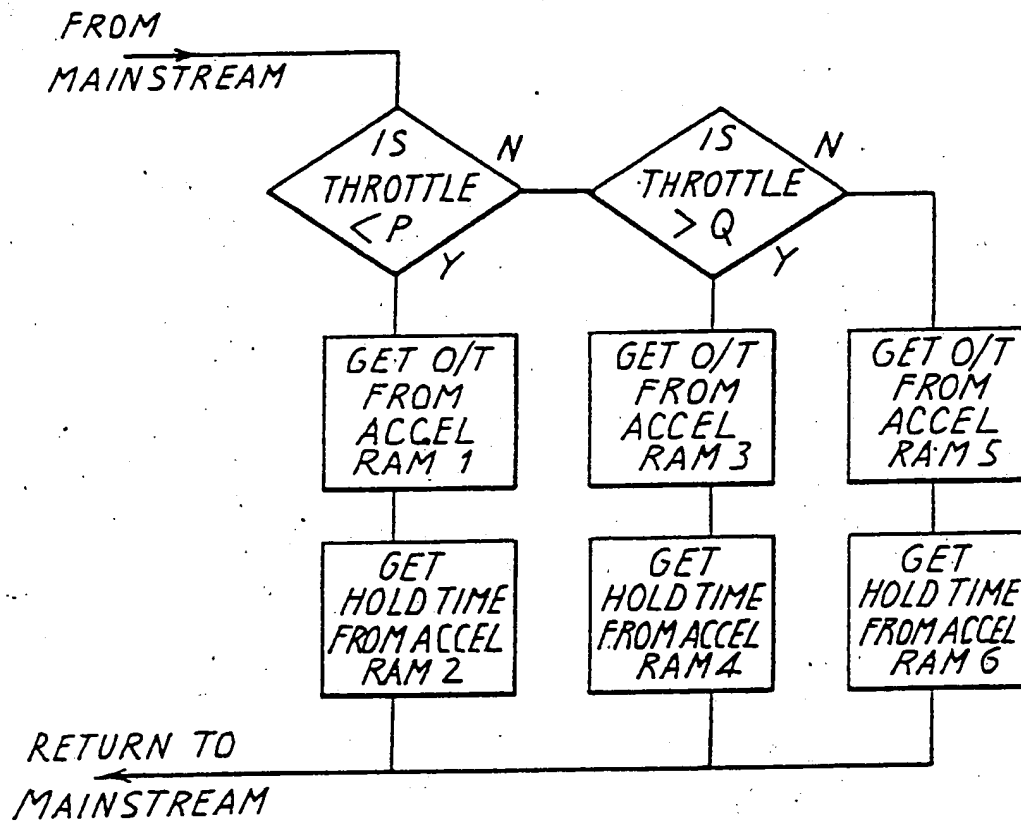 FROM
MAINSTREAM
IS
THROTTLE
< P
N
Y
IS
THROTTLE
> Q
N
Y
GET O/T
FROM
ACCEL
RAM 1
GET O/T
FROM
ACCEL
RAM 3
GET O/T
FROM
ACCEL
RAM 5
GET
HOLD TIME
FROM ACCEL
RAM 2
GET
HOLD TIME
FROM ACCEL
RAM 4
GET
HOLD TIME
FROM ACCEL
RAM 6
RETURN TO
MAINSTREAM